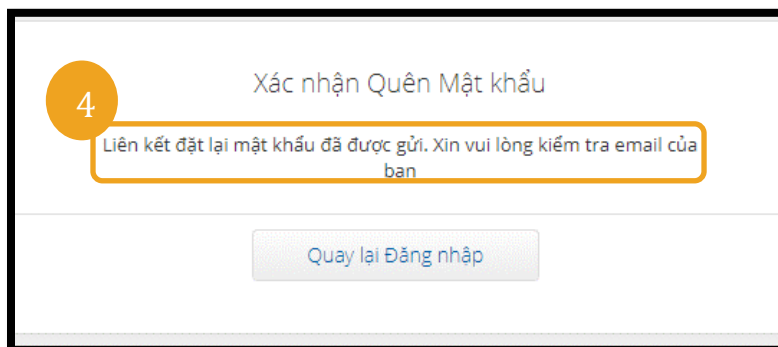 Xác nhận Quên Mật khẩu
4
Liên kết đặt lại mật khẩu đã được gửi. Xin vui lòng kiểm tra email của
bạn
Quay lại Đăng nhập